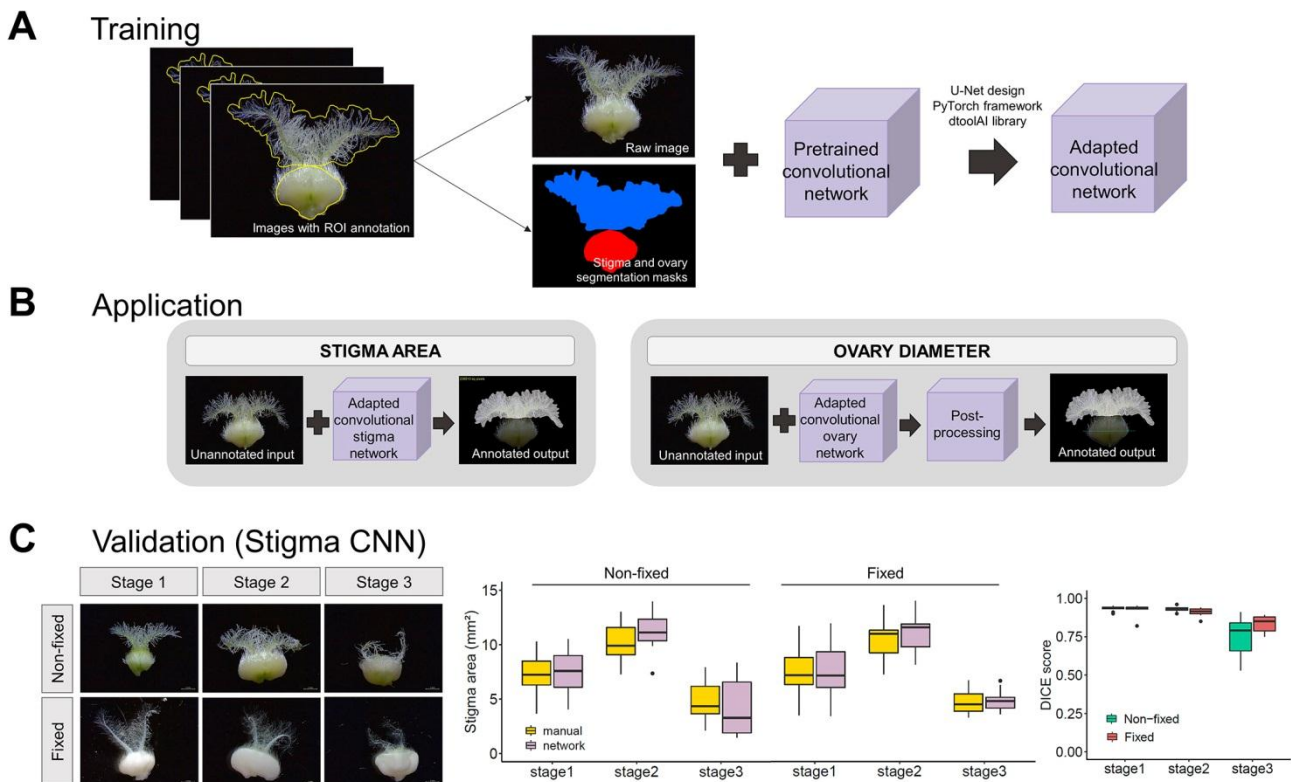 A Training
Images with ROI annotation
Raw image
Stigma and ovary
segmentation masks
Pretrained
convolutional
network
U-Net design
PyTorch framework
dtoolAI library
Adapted
convolutional
network
B Application
STIGMA AREA
Unannotated input
Adapted
convolutional
stigma
network
Annotated output
OVARY DIAMETER
Unannotated input
Adapted
convolutional
ovary
network
Post-
processing
Annotated output
C Validation (Stigma CNN)
Stage 1 Stage 2 Stage 3
Non-fixed
Fixed
Non-fixed Fixed
Stigma area (mm²)
15
10
5
0
manual
network
stage1 stage2 stage3 stage1 stage2 stage3
DICE score
1.00
0.75
0.50
0.25
0.00
Non-fixed
Fixed
stage1 stage2 stage3